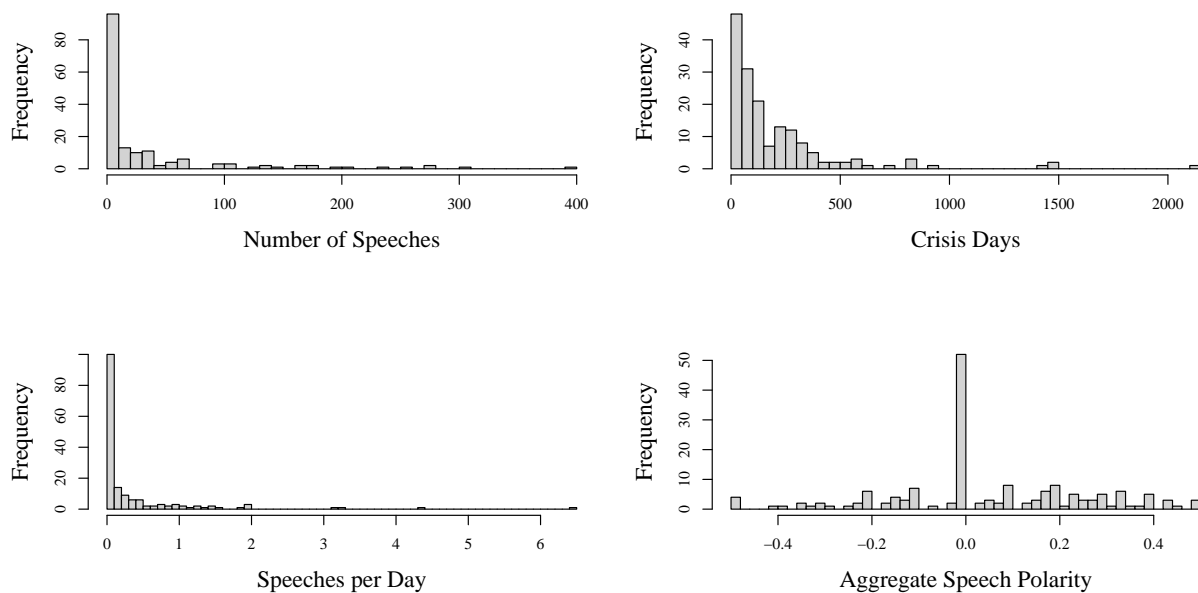 Frequency
0 20 40 60 80
0 100 200 300 400
Number of Speeches
Frequency
0 10 20 30 40
0 500 1000 1500 2000
Crisis Days
Frequency
0 20 40 60 80
0 1 2 3 4 5 6
Speeches per Day
Frequency
0 10 20 30 40 50
−0.4 −0.2 0.0 0.2 0.4
Aggregate Speech Polarity